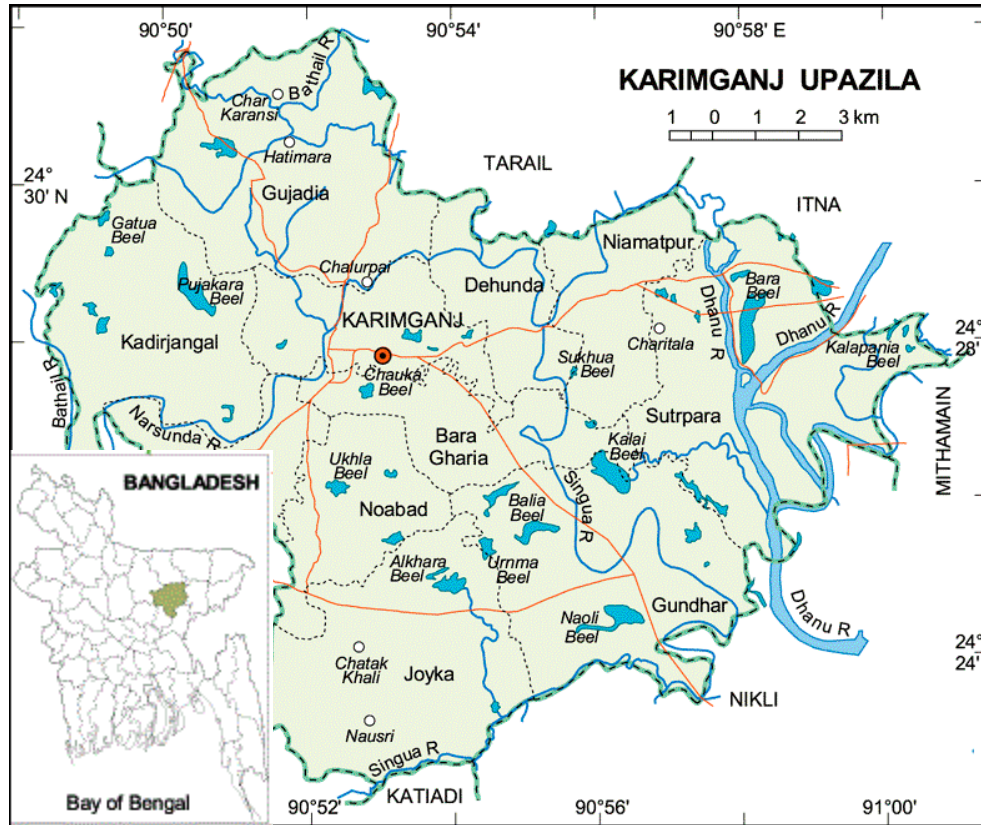 90°50'
90°54'
90°58' E
KARIMGANJ UPAZILA
1 0 1 2 3 km
Bathail R
Char
Karansi
Hatimara
TARAIL
24°
30' N
Gujadia
ITNA
Gatua
Beel
Niamatpur
Chalurpai
Dehunda
Pujakara
Beel
Bara
Beel
Dhanu R
Dhanu R
KARIMGANJ
Charitala
Kadirjangal
24°
28'
Kalapania
Beel
Sukhua
Beel
Chauka
Beel
Bathail R
Narsunda R
Sutrpara
MITHAMAIN
Bara
Gharia
Kalai
Beel
Ukhla
Beel
Singua R
Balia
Beel
Noabad
Alkhara
Beel
Urnma
Beel
Naoli
Beel
Gundhar
Dhanu R
24°
24'
Chatak
Khali
Joyka
NIKLI
Nausri
Singua R
KATIADI
BANGLADESH
Bay of Bengal
90°52'
90°56'
91°00'